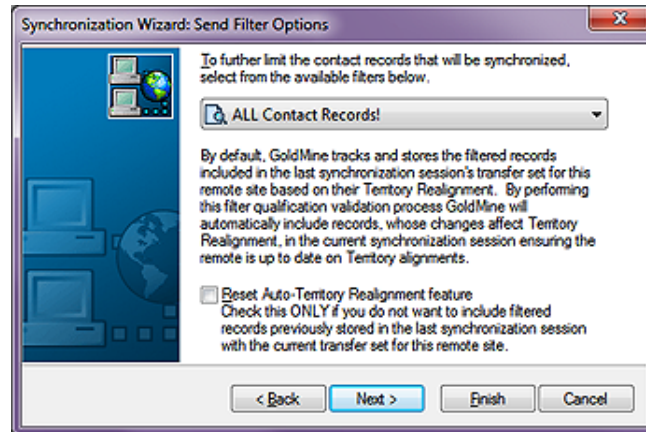 Synchronization Wizard: Send Filter Options
To further limit the contact records that will be synchronized,
select from the available filters below.
ALL Contact Records!
By default, GoldMine tracks and stores the filtered records
included in the last synchronization session's transfer set for this
remote site based on their Territory Realignment.  By performing
this filter qualification validation process GoldMine will
automatically include records, whose changes affect Territory
Realignment, in the current synchronization session ensuring the
remote is up to date on Territory alignments.
Reset Auto-Territory Realignment feature
Check this ONLY if you do not want to include filtered
records previously stored in the last synchronization session
with the current transfer set for this remote site.
< Back Next > Finish Cancel